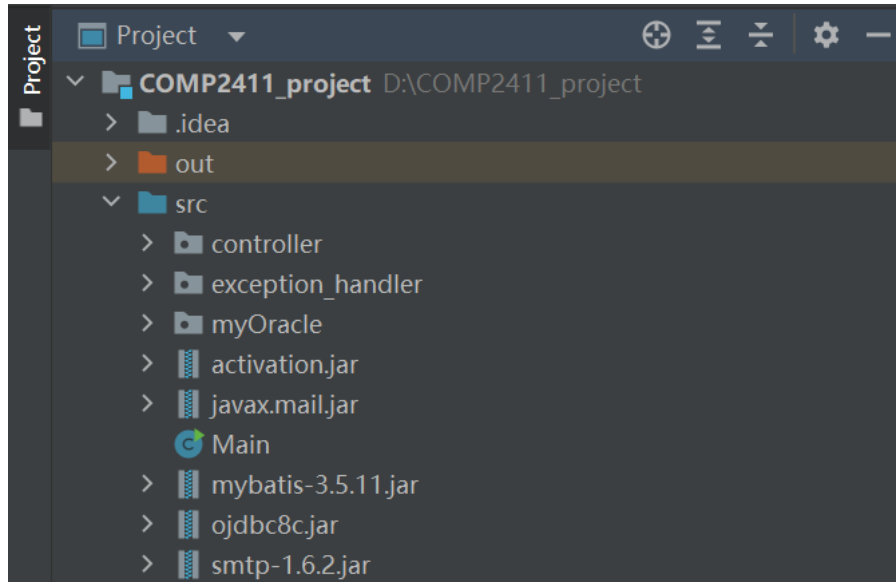 Project
Project
COMP2411_project D:\COMP2411_project
.idea
out
src
controller
exception_handler
myOracle
activation.jar
javax.mail.jar
C Main
mybatis-3.5.11.jar
ojdbc8c.jar
smtp-1.6.2.jar